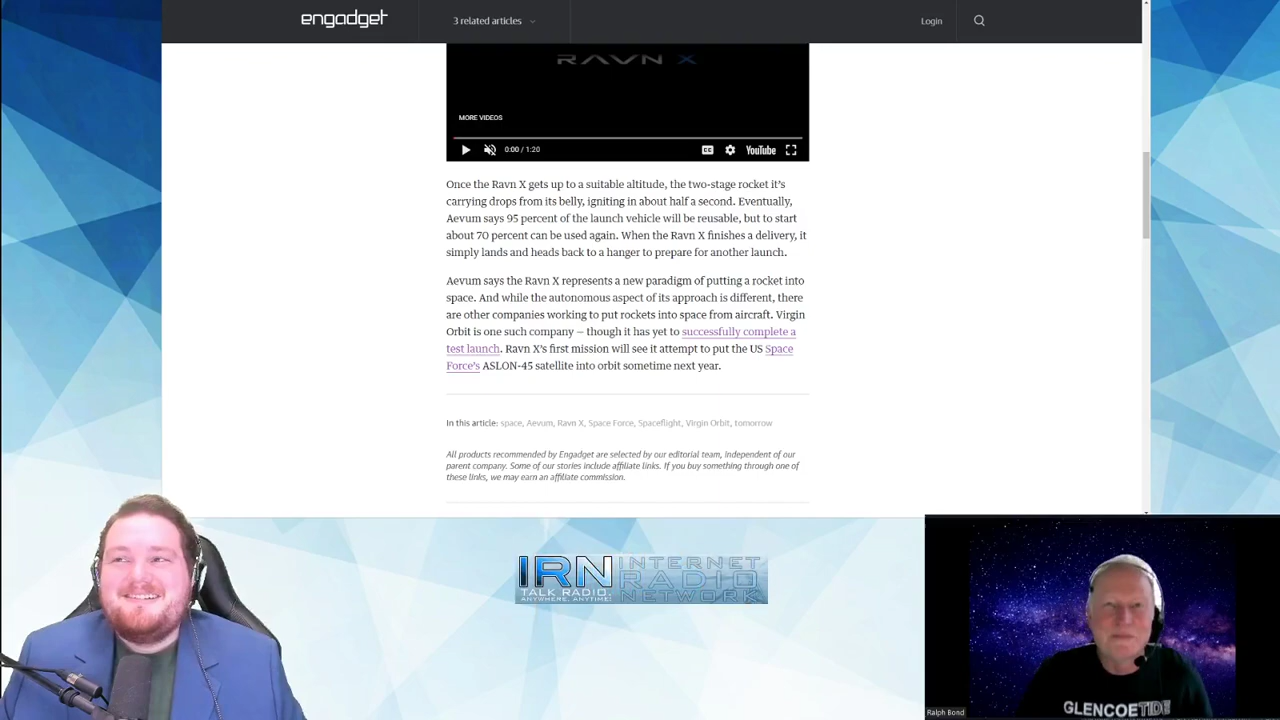 engadget
3 related articles
Login
RAVN X
MORE VIDEOS
0:00 / 1:20
CC
YouTube
Once the Ravn X gets up to a suitable altitude, the two-stage rocket it's
carrying drops from its belly, igniting in about half a second. Eventually,
Aevum says 95 percent of the launch vehicle will be reusable, but to start
about 70 percent can be used again. When the Ravn X finishes a delivery, it
simply lands and heads back to a hanger to prepare for another launch.
Aevum says the Ravn X represents a new paradigm of putting a rocket into
space. And while the autonomous aspect of its approach is different, there
are other companies working to put rockets into space from aircraft. Virgin
Orbit is one such company — though it has yet to successfully complete a
test launch. Ravn X's first mission will see it attempt to put the US Space
Force's ASLON-45 satellite into orbit sometime next year.
In this article: space, Aevum, Ravn X, Space Force, Spaceflight, Virgin Orbit, tomorrow
All products recommended by Engadget are selected by our editorial team, independent of our
parent company. Some of our stories include affiliate links. If you buy something through one of
these links, we may earn an affiliate commission.
IRN INTERNET
RADIO
TALK RADIO.
ANYWHERE. ANYTIME.
NETWORK
GLENCOETIDE
Ralph Bond